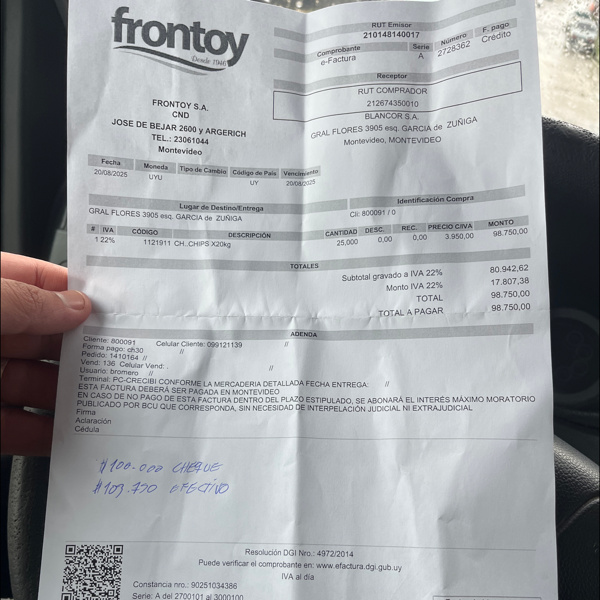 frontoy
Desde 1946
FRONTOY S.A.
CND
JOSE DE BEJAR 2600 y ARGERICH
TEL.: 23061044
Montevideo
RUT Emisor
210148140017
Comprobante Serie Número F. pago
e-Factura A 2728362 Crédito
Receptor
RUT COMPRADOR
212674350010
BLANCOR S.A.
GRAL FLORES 3905 esq. GARCIA de ZUÑIGA
Montevideo, MONTEVIDEO
Fecha Moneda Tipo de Cambio Código de País Vencimiento
20/08/2025 UYU UY 20/08/2025
Lugar de Destino/Entrega Identificación Compra
GRAL FLORES 3905 esq. GARCIA de ZUÑIGA Cli: 800091 / 0
# IVA CÓDIGO DESCRIPCIÓN CANTIDAD DESC. REC. PRECIO C/IVA MONTO
1 22% 1121911 CH..CHIPS X20kg 25,000 0,00 0,00 3.950,00 98.750,00
TOTALES
Subtotal gravado a IVA 22% 80.942,62
Monto IVA 22% 17.807,38
TOTAL 98.750,00
TOTAL A PAGAR 98.750,00
ADENDA
Cliente: 800091 Celular Cliente: 099121139 //
Forma pago: ch30 //
Pedido: 1410164 //
Vend: 136 Celular Vend: . //
Usuario: bromero //
Terminal: PC-CRECIBI CONFORME LA MERCADERIA DETALLADA FECHA ENTREGA: //
ESTA FACTURA DEBERÁ SER PAGADA EN MONTEVIDEO
EN CASO DE NO PAGO DE ESTA FACTURA DENTRO DEL PLAZO ESTIPULADO, SE ABONARÁ EL INTERÉS MÁXIMO MORATORIO
PUBLICADO POR BCU QUE CORRESPONDA, SIN NECESIDAD DE INTERPELACIÓN JUDICIAL NI EXTRAJUDICIAL
Firma
Aclaración
Cédula
$100.000 CHEQUE
$103.750 EFECTIVO
Resolución DGI Nro.: 4972/2014
Puede verificar el comprobante en: www.efactura.dgi.gub.uy
IVA al día
Constancia nro.: 90251034386
Serie: A del 2700101 al 3000100